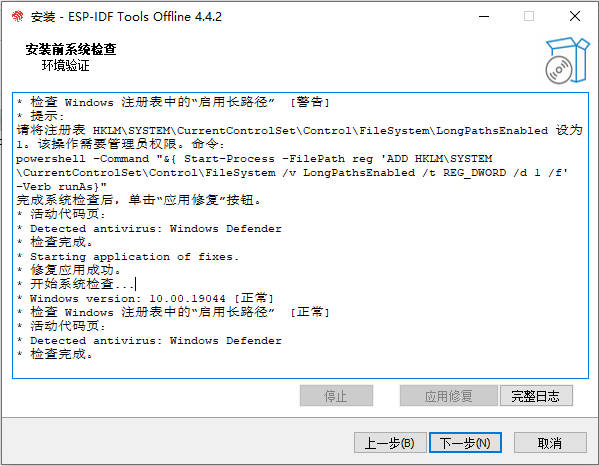 安装 - ESP-IDF Tools Offline 4.4.2
安装前系统检查
环境验证
* 检查 Windows 注册表中的“启用长路径” [警告]
* 提示:
请将注册表 HKLM\SYSTEM\CurrentControlSet\Control\FileSystem\LongPathsEnabled 设为
1。该操作需要管理员权限。命令:
powershell -Command "&{ Start-Process -FilePath reg 'ADD HKLM\SYSTEM
\CurrentControlSet\Control\FileSystem /v LongPathsEnabled /t REG_DWORD /d 1 /f'
-Verb runAs}"
完成系统检查后，单击“应用修复”按钮。
* 活动代码页:
* Detected antivirus: Windows Defender
* 检查完成。
* Starting application of fixes.
* 修复应用成功。
* 开始系统检查...
* Windows version: 10.00.19044 [正常]
* 检查 Windows 注册表中的“启用长路径” [正常]
* 活动代码页:
* Detected antivirus: Windows Defender
* 检查完成。
停止
应用修复
完整日志
上一步(B)
下一步(N)
取消